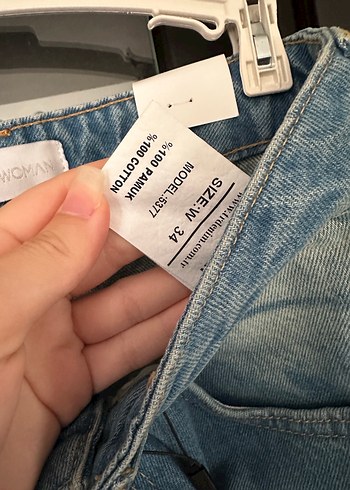 WOMAN
%100 COTTON
%100 PAMUK
MODEL:5377
SIZE:W 34